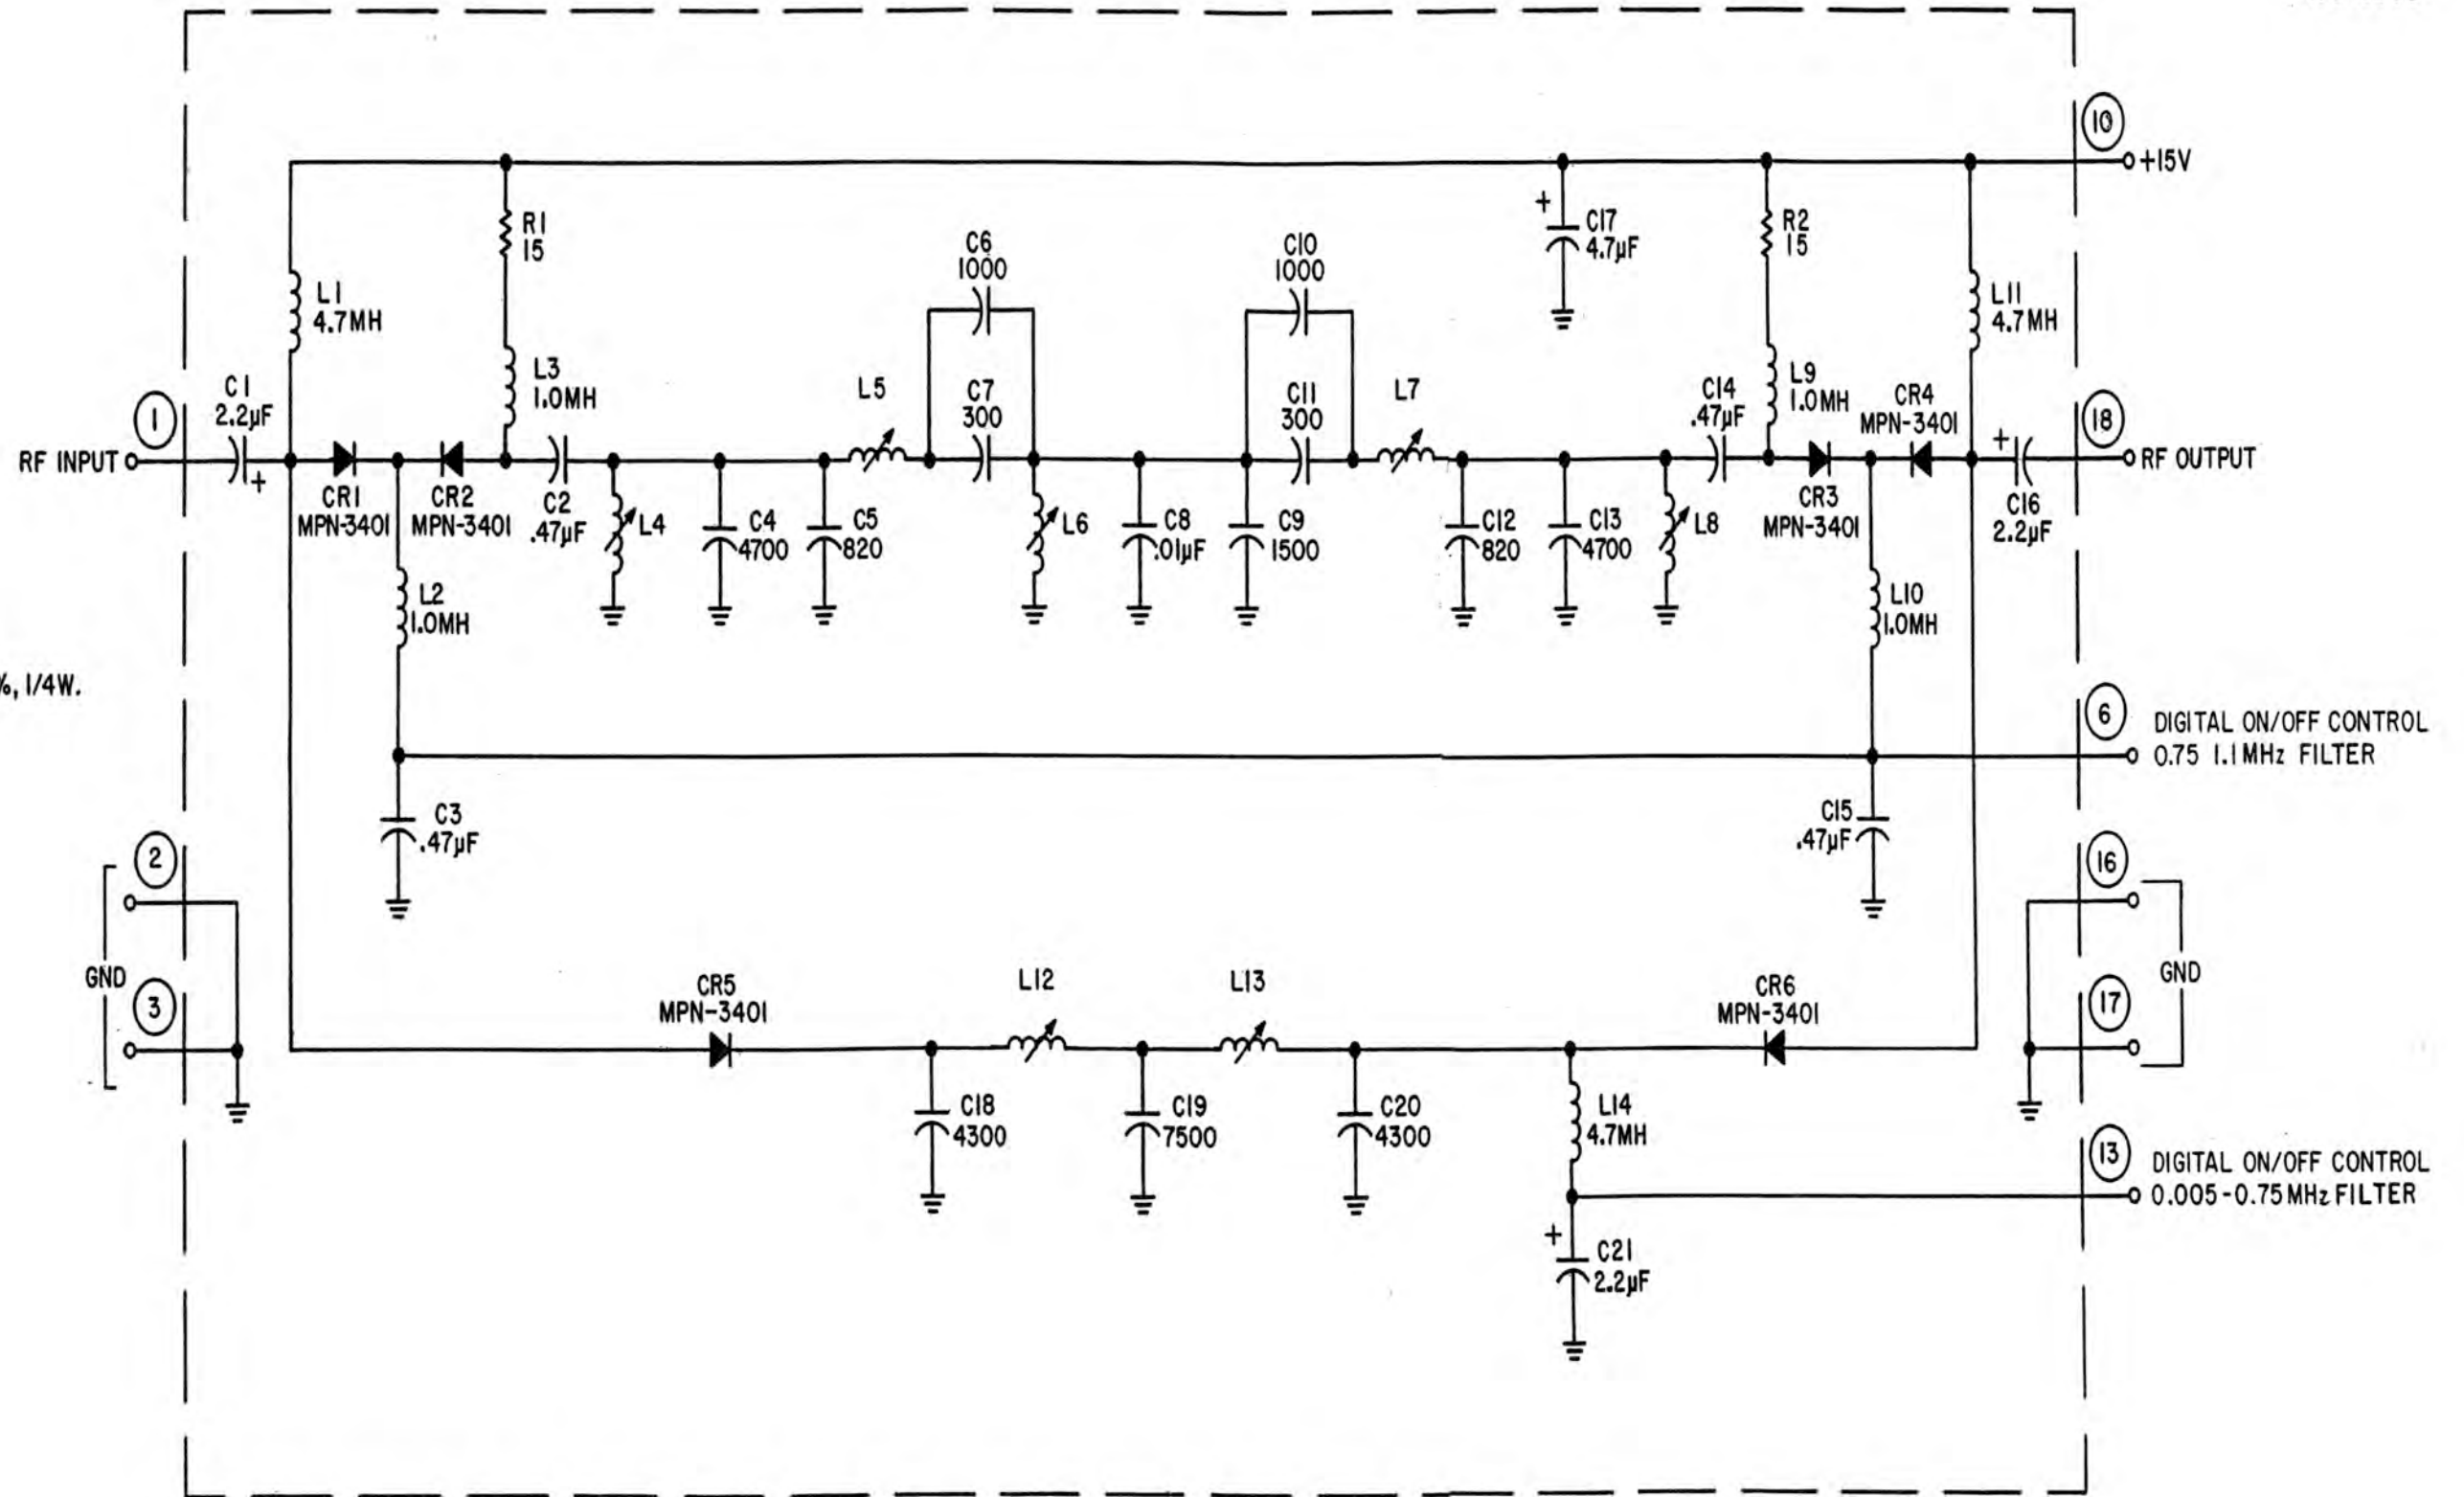 10
+15V
R1
15
C6
1000
C10
1000
+
C17
4.7µF
R2
15
L1
4.7MH
L11
4.7MH
L3
1.0MH
L5
C7
300
C11
300
L7
C14
.47µF
L9
1.0MH
CR4
MPN-3401
1
C1
2.2µF
18
RF INPUT
+
+
RF OUTPUT
CR1
MPN-3401
CR2
MPN-3401
C2
.47µF
L4
C4
4700
C5
820
L6
C8
.01µF
C9
1500
C12
820
C13
4700
L8
CR3
MPN-3401
C16
2.2µF
L2
1.0MH
L10
1.0MH
%, 1/4W.
6
DIGITAL ON/OFF CONTROL
0.75 1.1MHz FILTER
C3
.47µF
C15
.47µF
2
16
GND
GND
3
17
CR5
MPN-3401
L12
L13
CR6
MPN-3401
C18
4300
C19
7500
C20
4300
L14
4.7MH
13
DIGITAL ON/OFF CONTROL
0.005-0.75MHz FILTER
+
C21
2.2µF